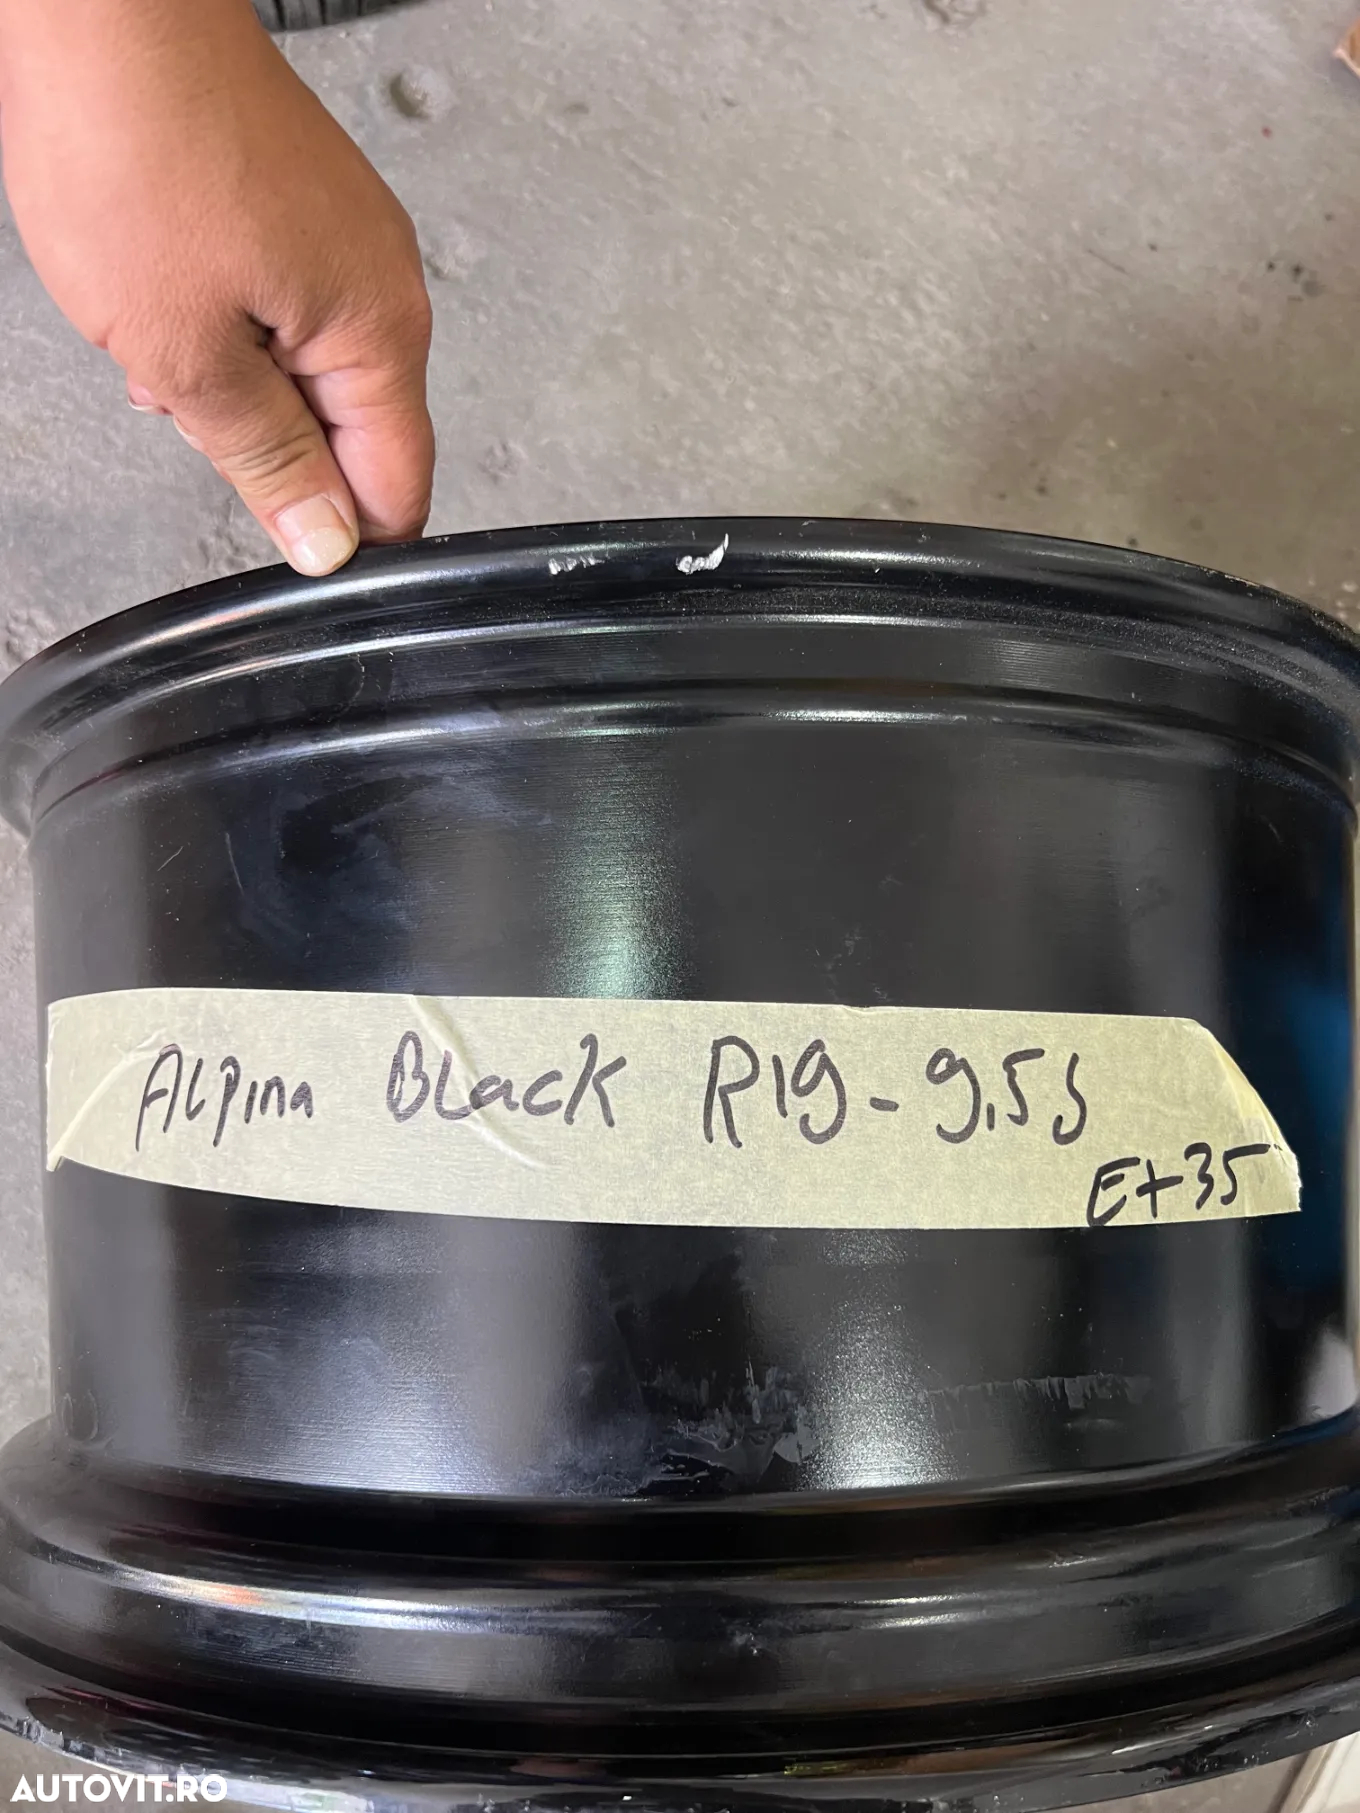 ALPina BLacK R19 - 9,5J
Et35
AUTOVIT.RO